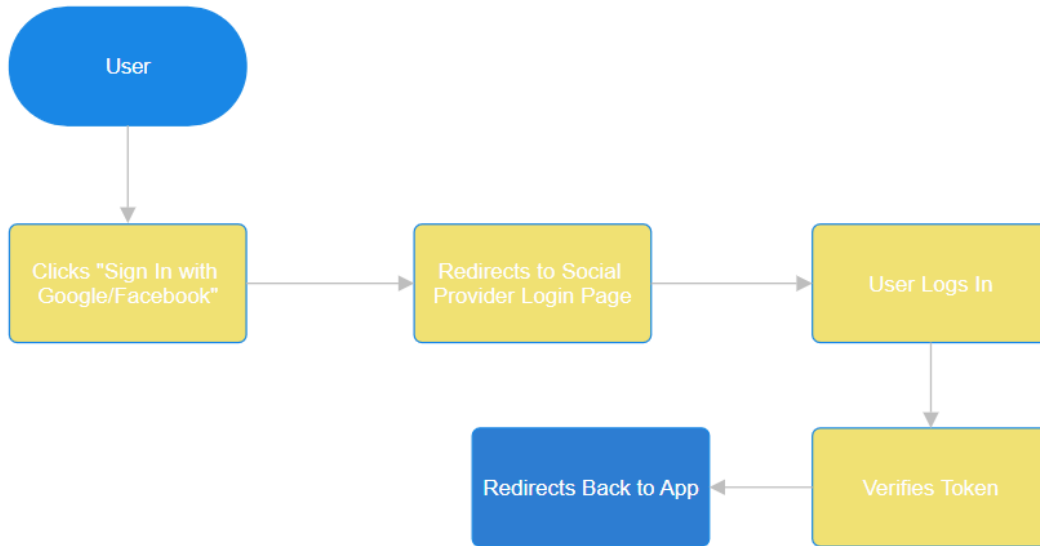 User
Clicks "Sign In with
Google/Facebook"
Redirects to Social
Provider Login Page
User Logs In
Verifies Token
Redirects Back to App